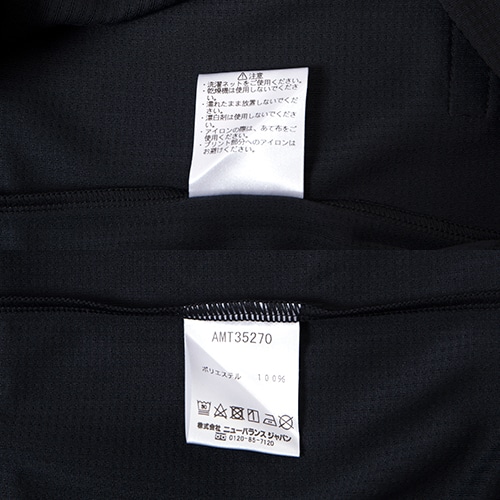 ⚠注意
・洗濯ネットをご使用ください。
・乾燥機は使用しないでくださ
い。
・濡れたまま放置しないでくだ
さい。
・漂白剤は使用しないでくださ
い。
・アイロンの際は、あて布をご
使用ください。
・プリント部分へのアイロンは
お避けください。
AMT35270
ポリエステル 100%
株式会社 ニューバランス ジャパン
0120-85-7120